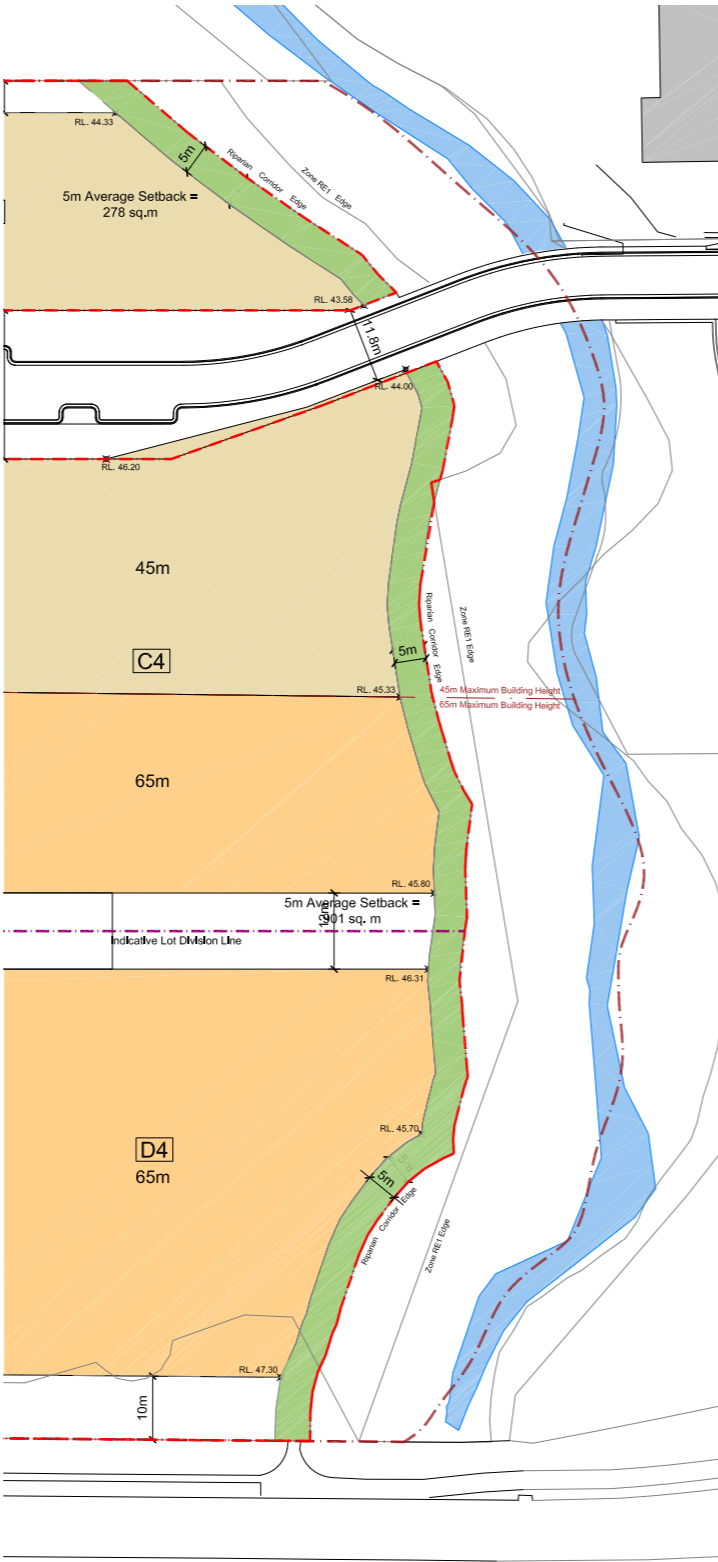 RL. 44.33
5m
Riparian Corridor Edge
Zone RE1 Edge
5m Average Setback =
278 sq.m
RL. 43.58
11.8m
RL. 44.00
RL. 46.20
45m
Riparian Corridor Edge
Zone RE1 Edge
C4
5m
RL. 45.33
45m Maximum Building Height
65m Maximum Building Height
65m
RL. 45.80
5m Average Setback =
901 sq. m
12m
Indicative Lot Division Line
RL. 46.31
RL. 45.70
D4
65m
5m
5m
Riparian Corridor Edge
Zone RE1 Edge
RL. 47.30
10m